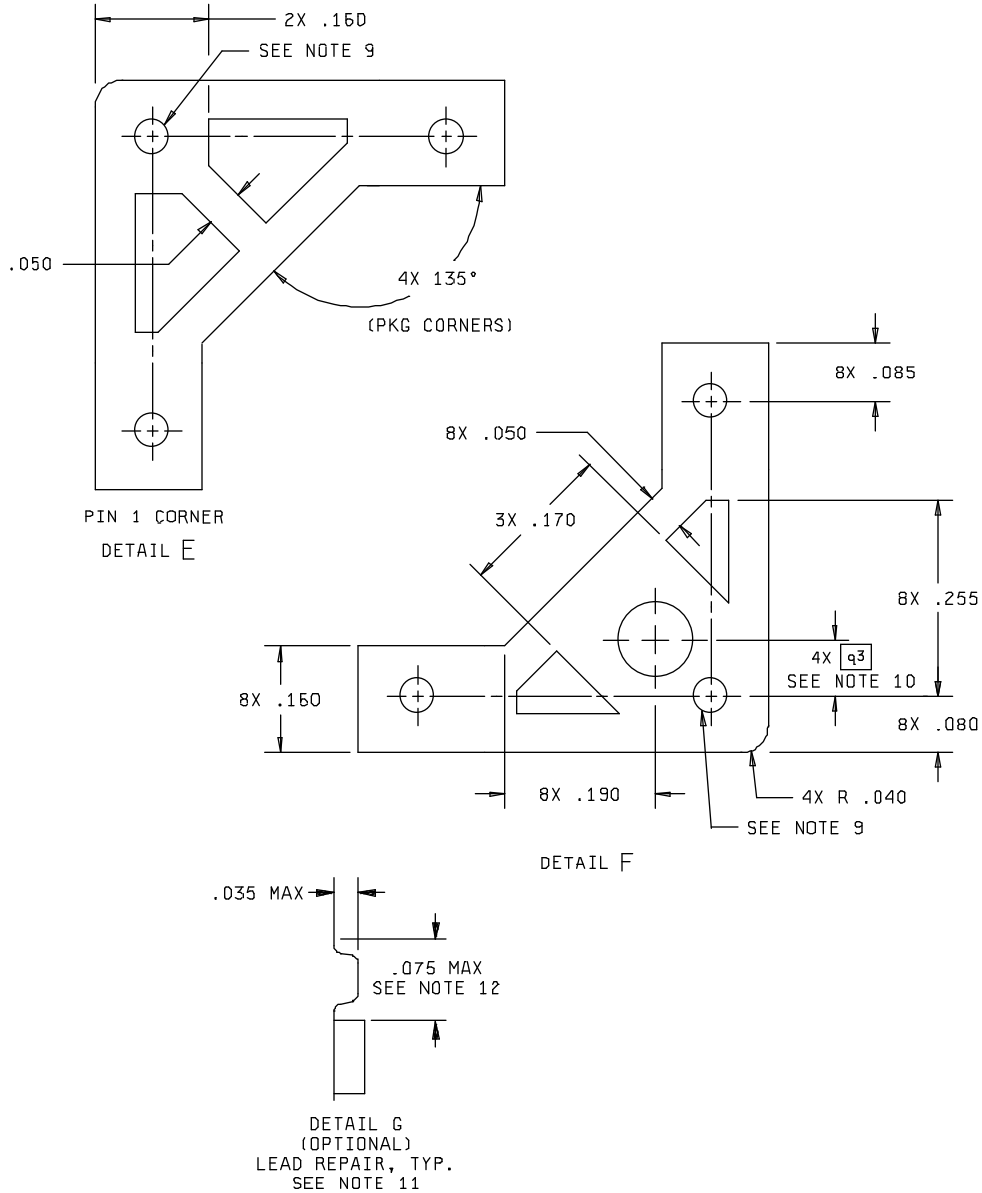 2X .160
SEE NOTE 9
.050
4X 135°
(PKG CORNERS)
PIN 1 CORNER
DETAIL E
8X .085
8X .050
3X .170
8X .255
4X q3
SEE NOTE 10
8X .160
8X .080
8X .190
4X R .040
SEE NOTE 9
DETAIL F
.035 MAX
.075 MAX
SEE NOTE 12
DETAIL G
(OPTIONAL)
LEAD REPAIR, TYP.
SEE NOTE 11